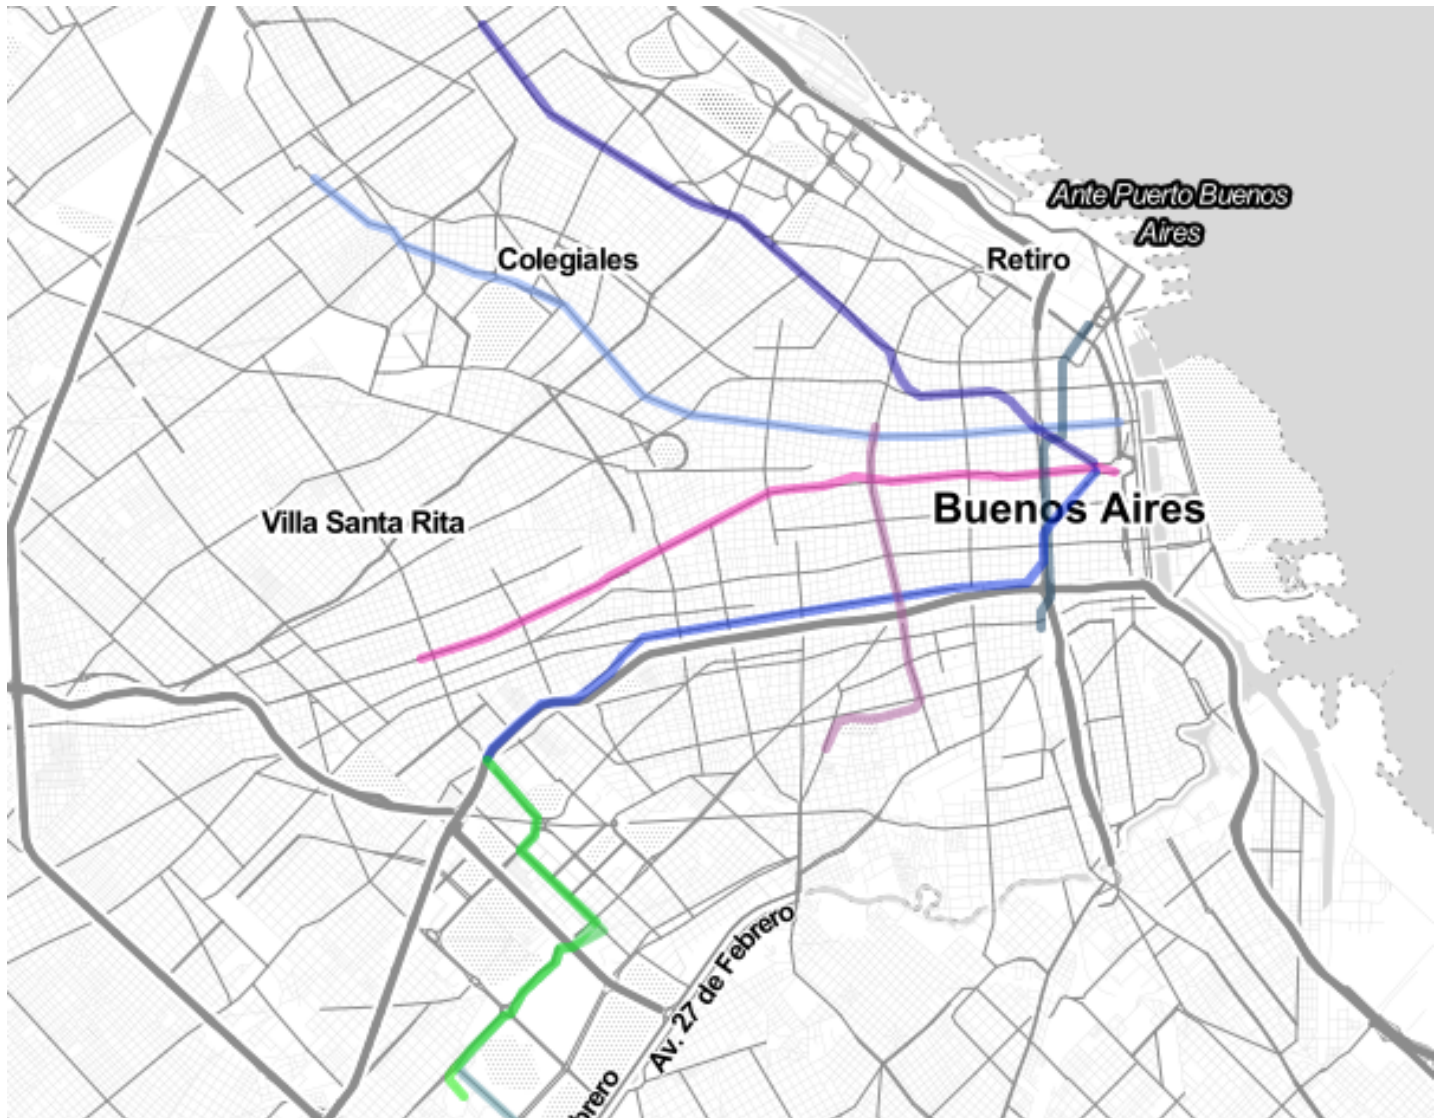 Ante Puerto Buenos
Aires
Colegiales
Retiro
Buenos Aires
Villa Santa Rita
Av. 27 de Febrero